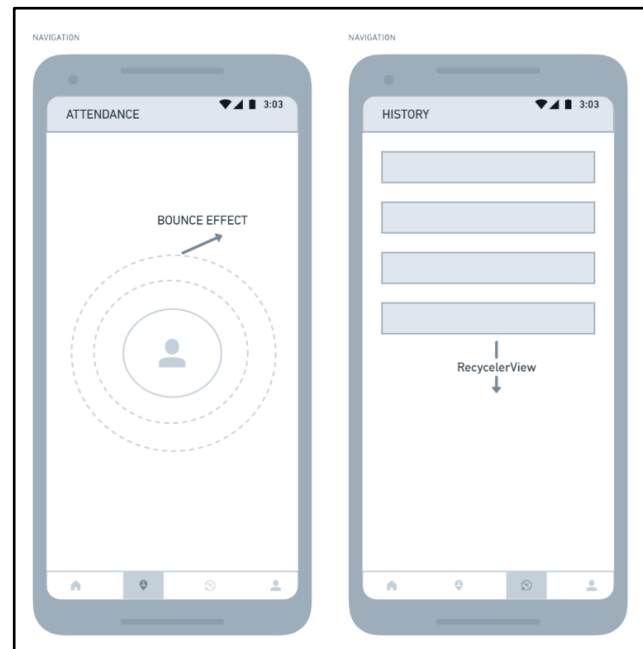 NAVIGATION
ATTENDANCE
3:03
BOUNCE EFFECT
NAVIGATION
HISTORY
3:03
RecycelerView